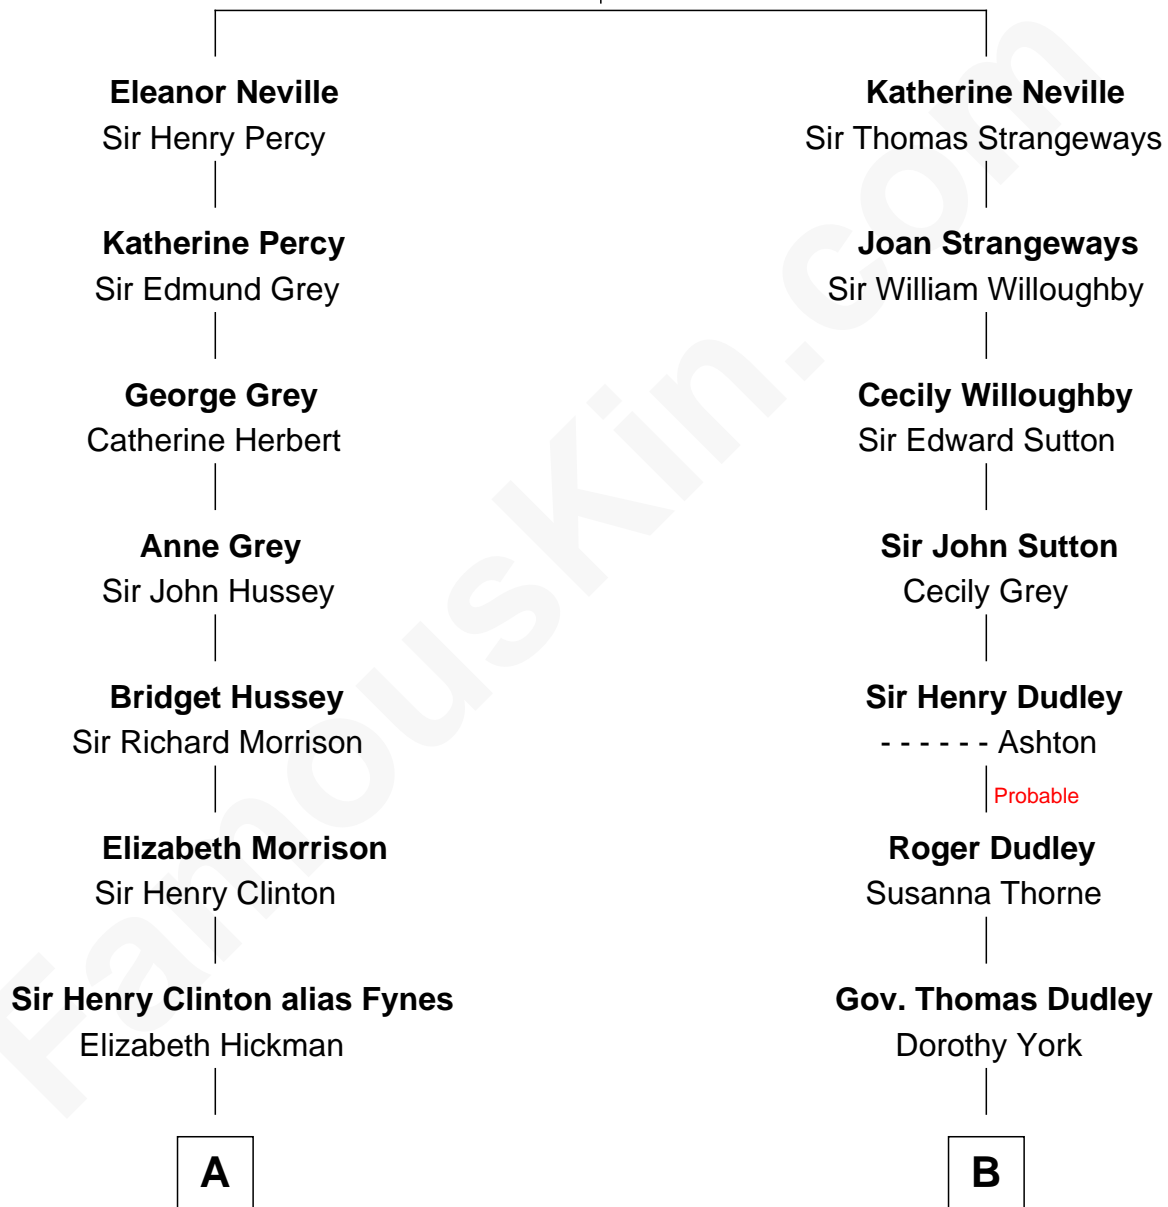 Eleanor Neville
Sir Henry Percy
Katherine Percy
Sir Edmund Grey
George Grey
Catherine Herbert
Anne Grey
Sir John Hussey
Bridget Hussey
Sir Richard Morrison
Elizabeth Morrison
Sir Henry Clinton
Sir Henry Clinton alias Fynes
Elizabeth Hickman
A
Katherine Neville
Sir Thomas Strangeways
Joan Strangeways
Sir William Willoughby
Cecily Willoughby
Sir Edward Sutton
Sir John Sutton
Cecily Grey
Sir Henry Dudley
- - - - - - Ashton
Probable
Roger Dudley
Susanna Thorne
Gov. Thomas Dudley
Dorothy York
B
FamousKin.com